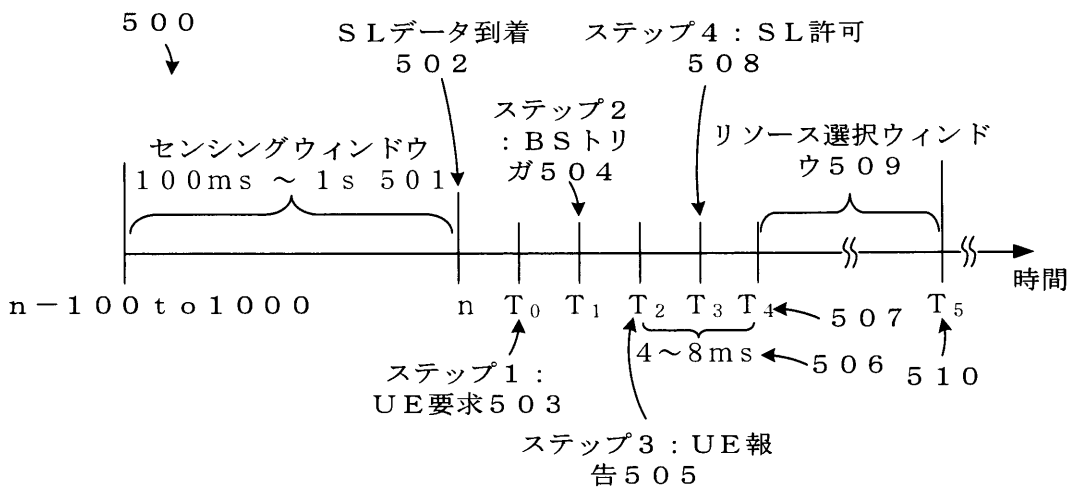 500
SLデータ到着
502
ステップ4：SL許可
508
ステップ2
：BSトリ
ガ504
センシングウィンドウ
100ms ～ 1s 501
リソース選択ウィンド
ウ509
時間
n－100to1000
n
T0
T1
T2
T3
T4
T5
507
4～8ms
506
510
ステップ1：
UE要求503
ステップ3：UE報
告505